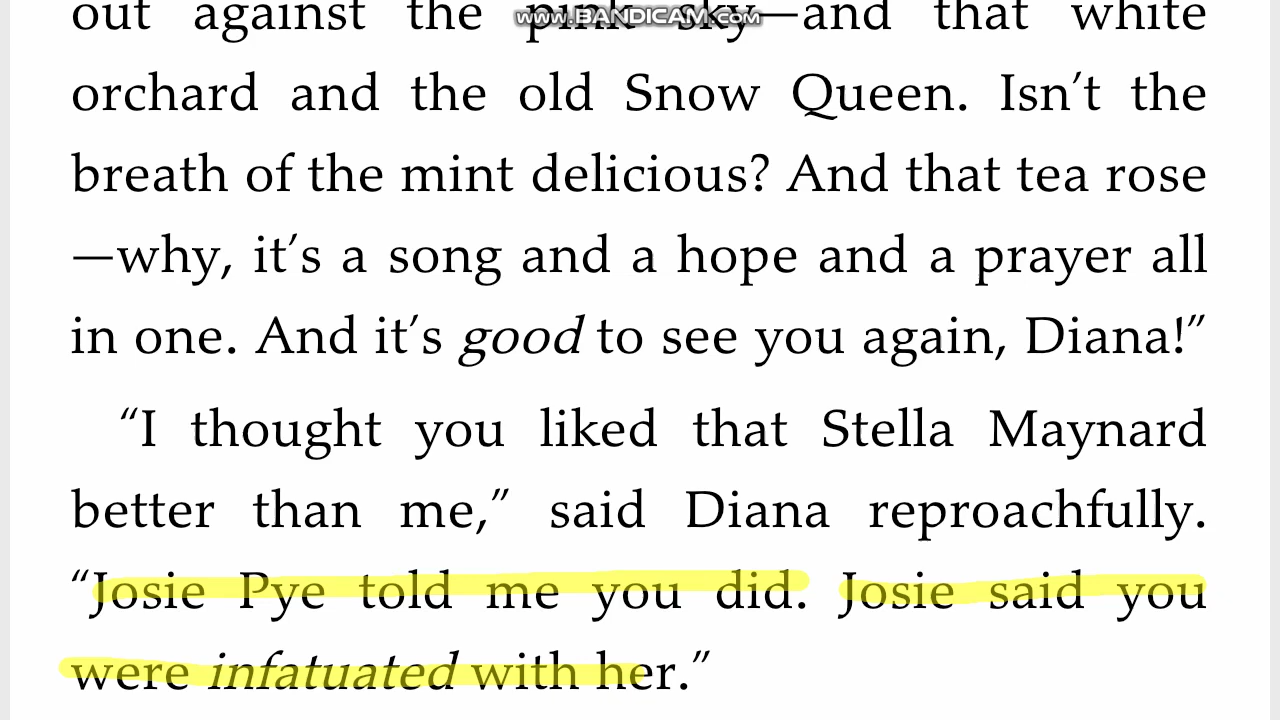 out against the pink sky—and that white
www.BANDICAM.com
orchard and the old Snow Queen. Isn’t the
breath of the mint delicious? And that tea rose
—why, it’s a song and a hope and a prayer all
in one. And it’s good to see you again, Diana!”
“I thought you liked that Stella Maynard
better than me,” said Diana reproachfully.
“Josie Pye told me you did. Josie said you
were infatuated with her.”